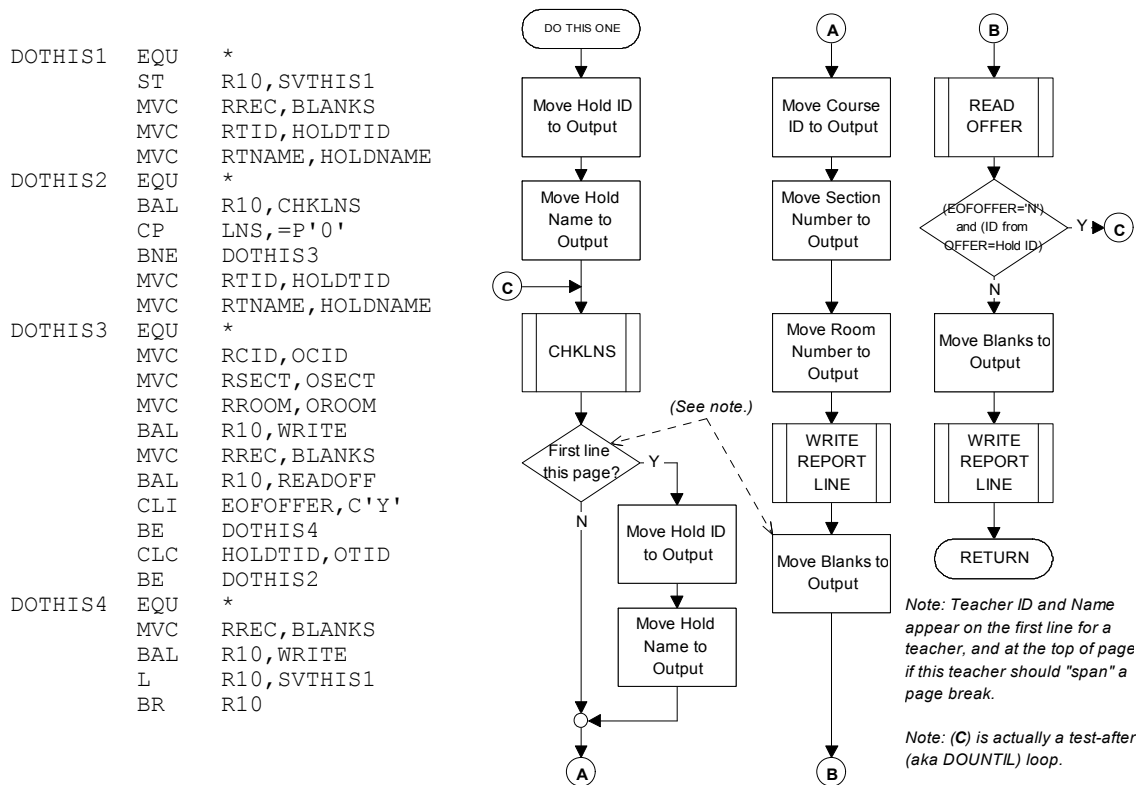 DOTHIS1 EQU *
ST R10,SVTHIS1
MVC RREC,BLANKS
MVC RTID,HOLDTID
MVC RTNAME,HOLDNAME
DOTHIS2 EQU *
BAL R10,CHKLNS
CP LNS,=P'0'
BNE DOTHIS3
MVC RTID,HOLDTID
MVC RTNAME,HOLDNAME
DOTHIS3 EQU *
MVC RCID,OCID
MVC RSECT,OSECT
MVC RROOM,OROOM
BAL R10,WRITE
MVC RREC,BLANKS
BAL R10,READOFF
CLI EOFOFFER,C'Y'
BE DOTHIS4
CLC HOLDTID,OTID
BE DOTHIS2
DOTHIS4 EQU *
MVC RREC,BLANKS
BAL R10,WRITE
L R10,SVTHIS1
BR R10
DO THIS ONE
Move Hold ID
to Output
Move Hold
Name to
Output
C
CHKLNS
First line
this page?
Y
N
Move Hold ID
to Output
Move Hold
Name to
Output
A
(See note.)
A
Move Course
ID to Output
Move Section
Number to
Output
Move Room
Number to
Output
WRITE
REPORT
LINE
Move Blanks to
Output
B
B
READ
OFFER
(EOFOFFER='N')
and (ID from
OFFER=Hold ID)
Y
C
N
Move Blanks to
Output
WRITE
REPORT
LINE
RETURN
Note: Teacher ID and Name
appear on the first line for a
teacher, and at the top of page
if this teacher should "span" a
page break.
Note: (C) is actually a test-after
(aka DOUNTIL) loop.